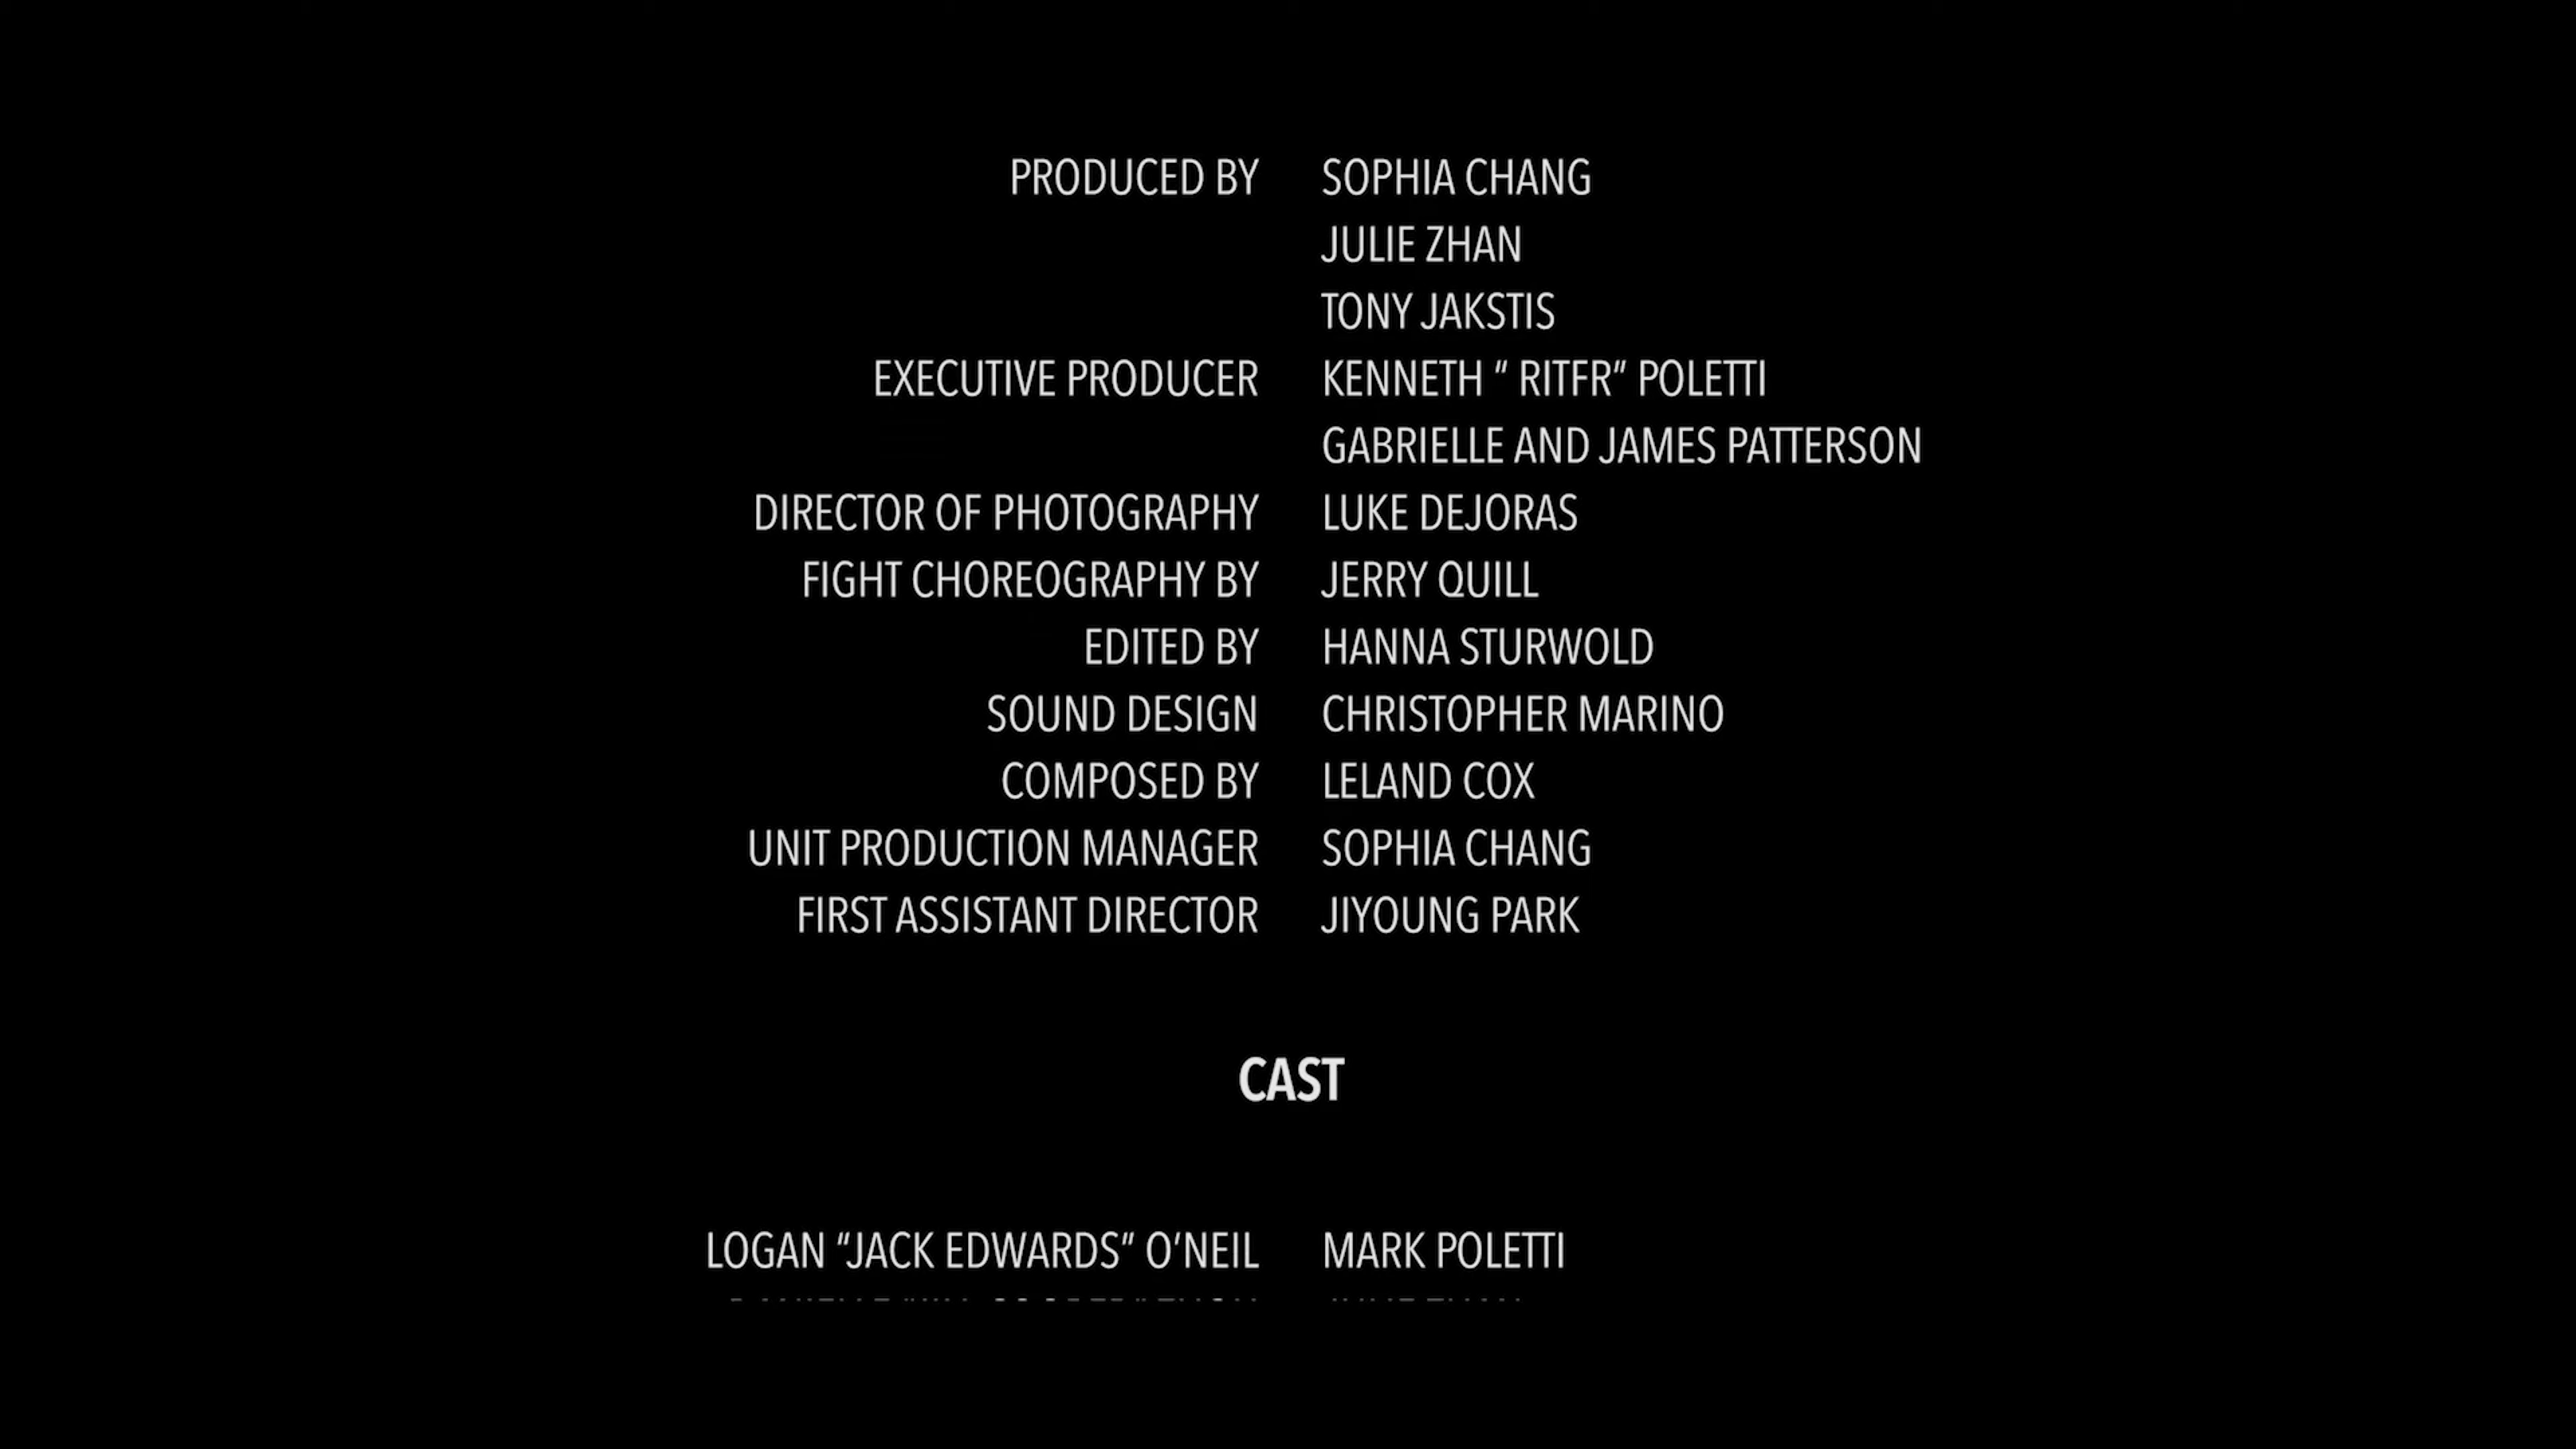 PRODUCED BY SOPHIA CHANG
JULIE ZHAN
TONY JAKSTIS
EXECUTIVE PRODUCER KENNETH “ RITFR” POLETTI
GABRIELLE AND JAMES PATTERSON
DIRECTOR OF PHOTOGRAPHY LUKE DEJORAS
FIGHT CHOREOGRAPHY BY JERRY QUILL
EDITED BY HANNA STURWOLD
SOUND DESIGN CHRISTOPHER MARINO
COMPOSED BY LELAND COX
UNIT PRODUCTION MANAGER SOPHIA CHANG
FIRST ASSISTANT DIRECTOR JIYOUNG PARK
CAST
LOGAN “JACK EDWARDS” O’NEIL MARK POLETTI